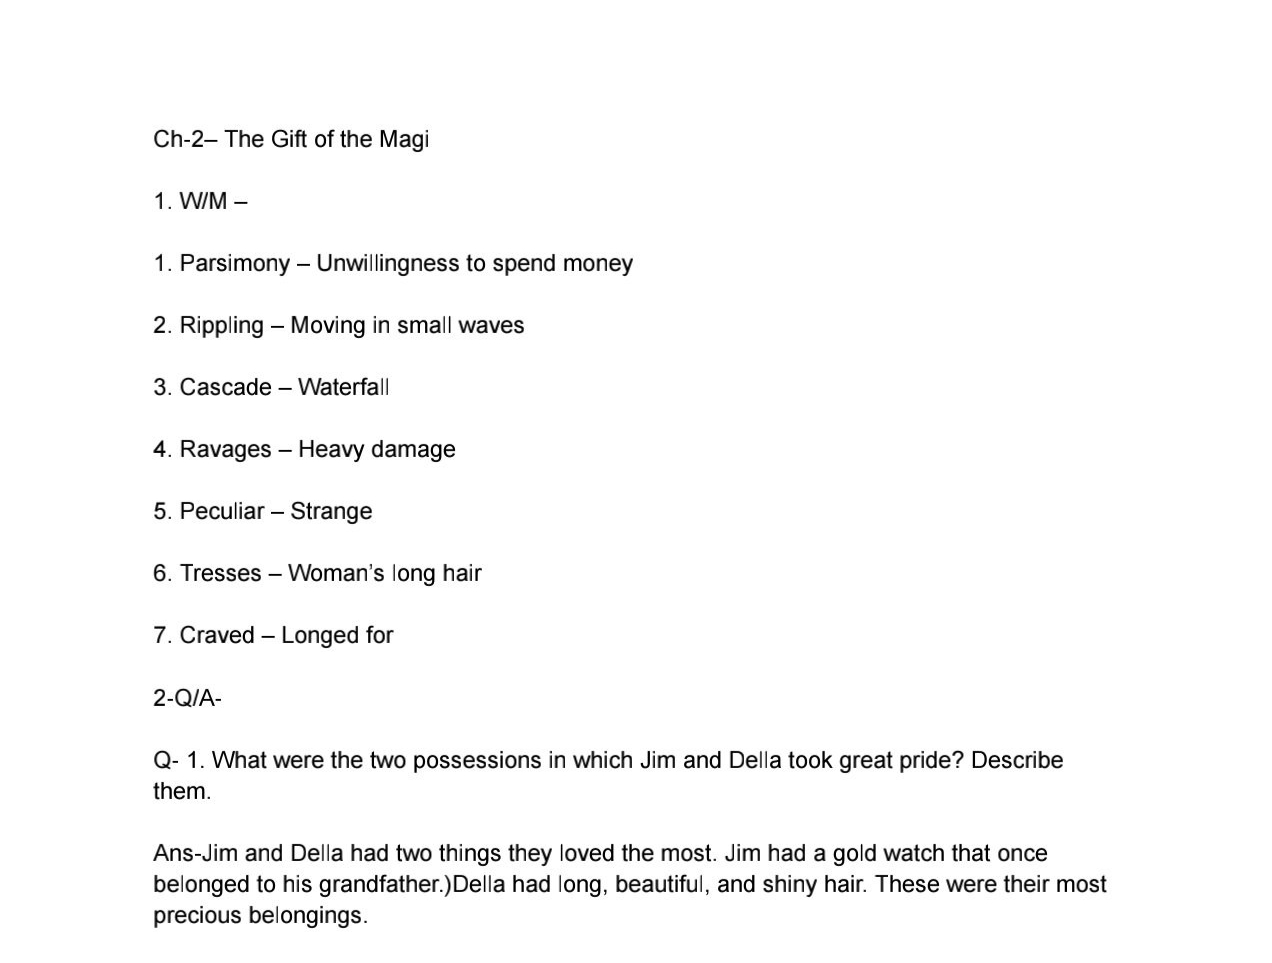 Ch-2– The Gift of the Magi
1. W/M –
1. Parsimony – Unwillingness to spend money
2. Rippling – Moving in small waves
3. Cascade – Waterfall
4. Ravages – Heavy damage
5. Peculiar – Strange
6. Tresses – Woman’s long hair
7. Craved – Longed for
2-Q/A-
Q- 1. What were the two possessions in which Jim and Della took great pride? Describe
them.
Ans-Jim and Della had two things they loved the most. Jim had a gold watch that once
belonged to his grandfather.)Della had long, beautiful, and shiny hair. These were their most
precious belongings.